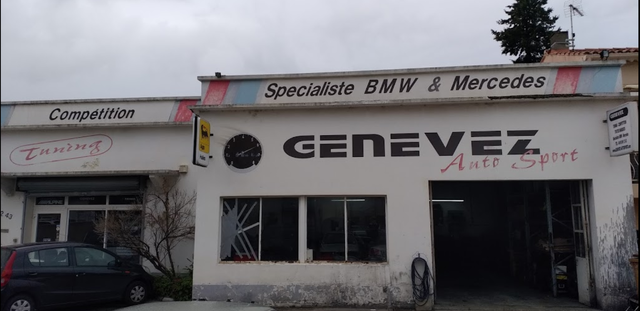 Compétition
Specialiste BMW & Mercedes
Tuning
GENEVEZ
Auto Sport